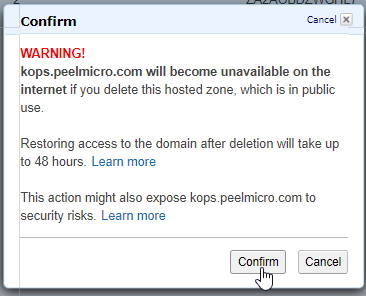 Confirm
Cancel
WARNING!
kops.peelmicro.com will become unavailable on the
internet if you delete this hosted zone, which is in public
use.
Restoring access to the domain after deletion will take up
to 48 hours. Learn more
This action might also expose kops.peelmicro.com to
security risks. Learn more
Confirm
Cancel